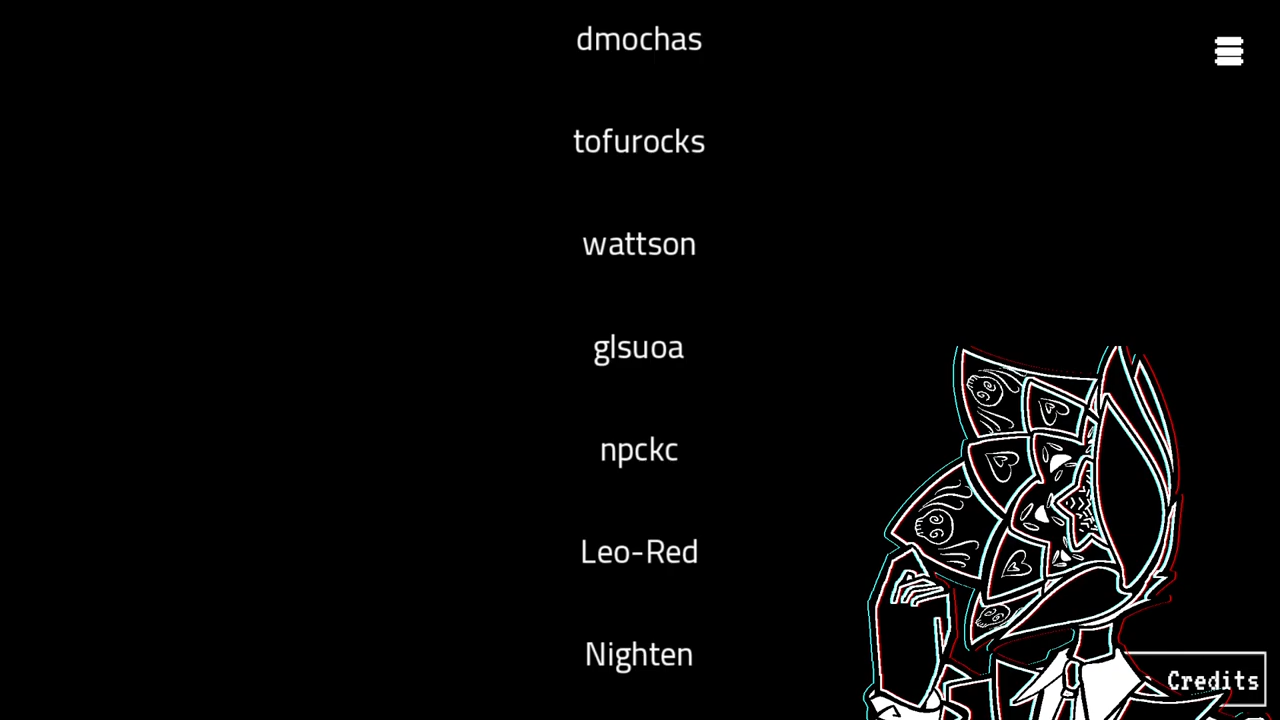 dmochas
tofurocks
wattson
glsuoa
npckc
Leo-Red
Nighten
Credits